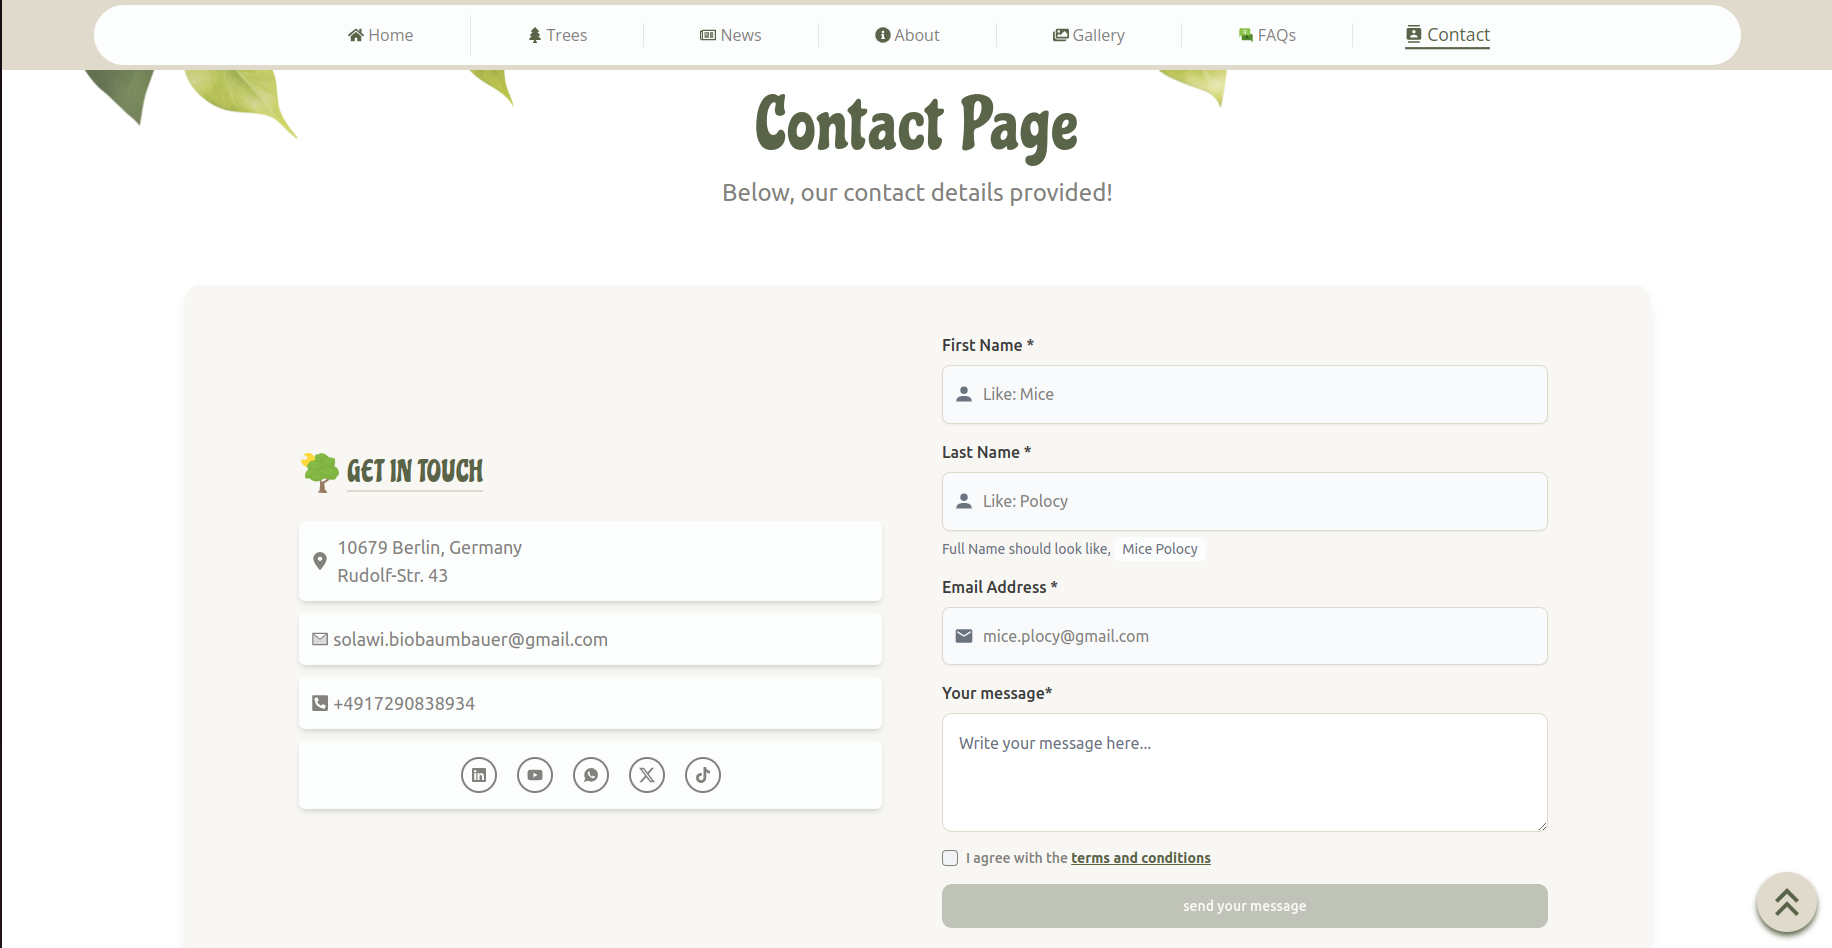 Home
Trees
News
About
Gallery
FAQs
Contact
Contact Page
Below, our contact details provided!
GET IN TOUCH
10679 Berlin, Germany
Rudolf-Str. 43
solawi.biobaumbauer@gmail.com
+4917290838934
First Name *
Like: Mice
Last Name *
Like: Polocy
Full Name should look like, Mice Polocy
Email Address *
mice.plocy@gmail.com
Your message*
Write your message here...
I agree with the terms and conditions
send your message